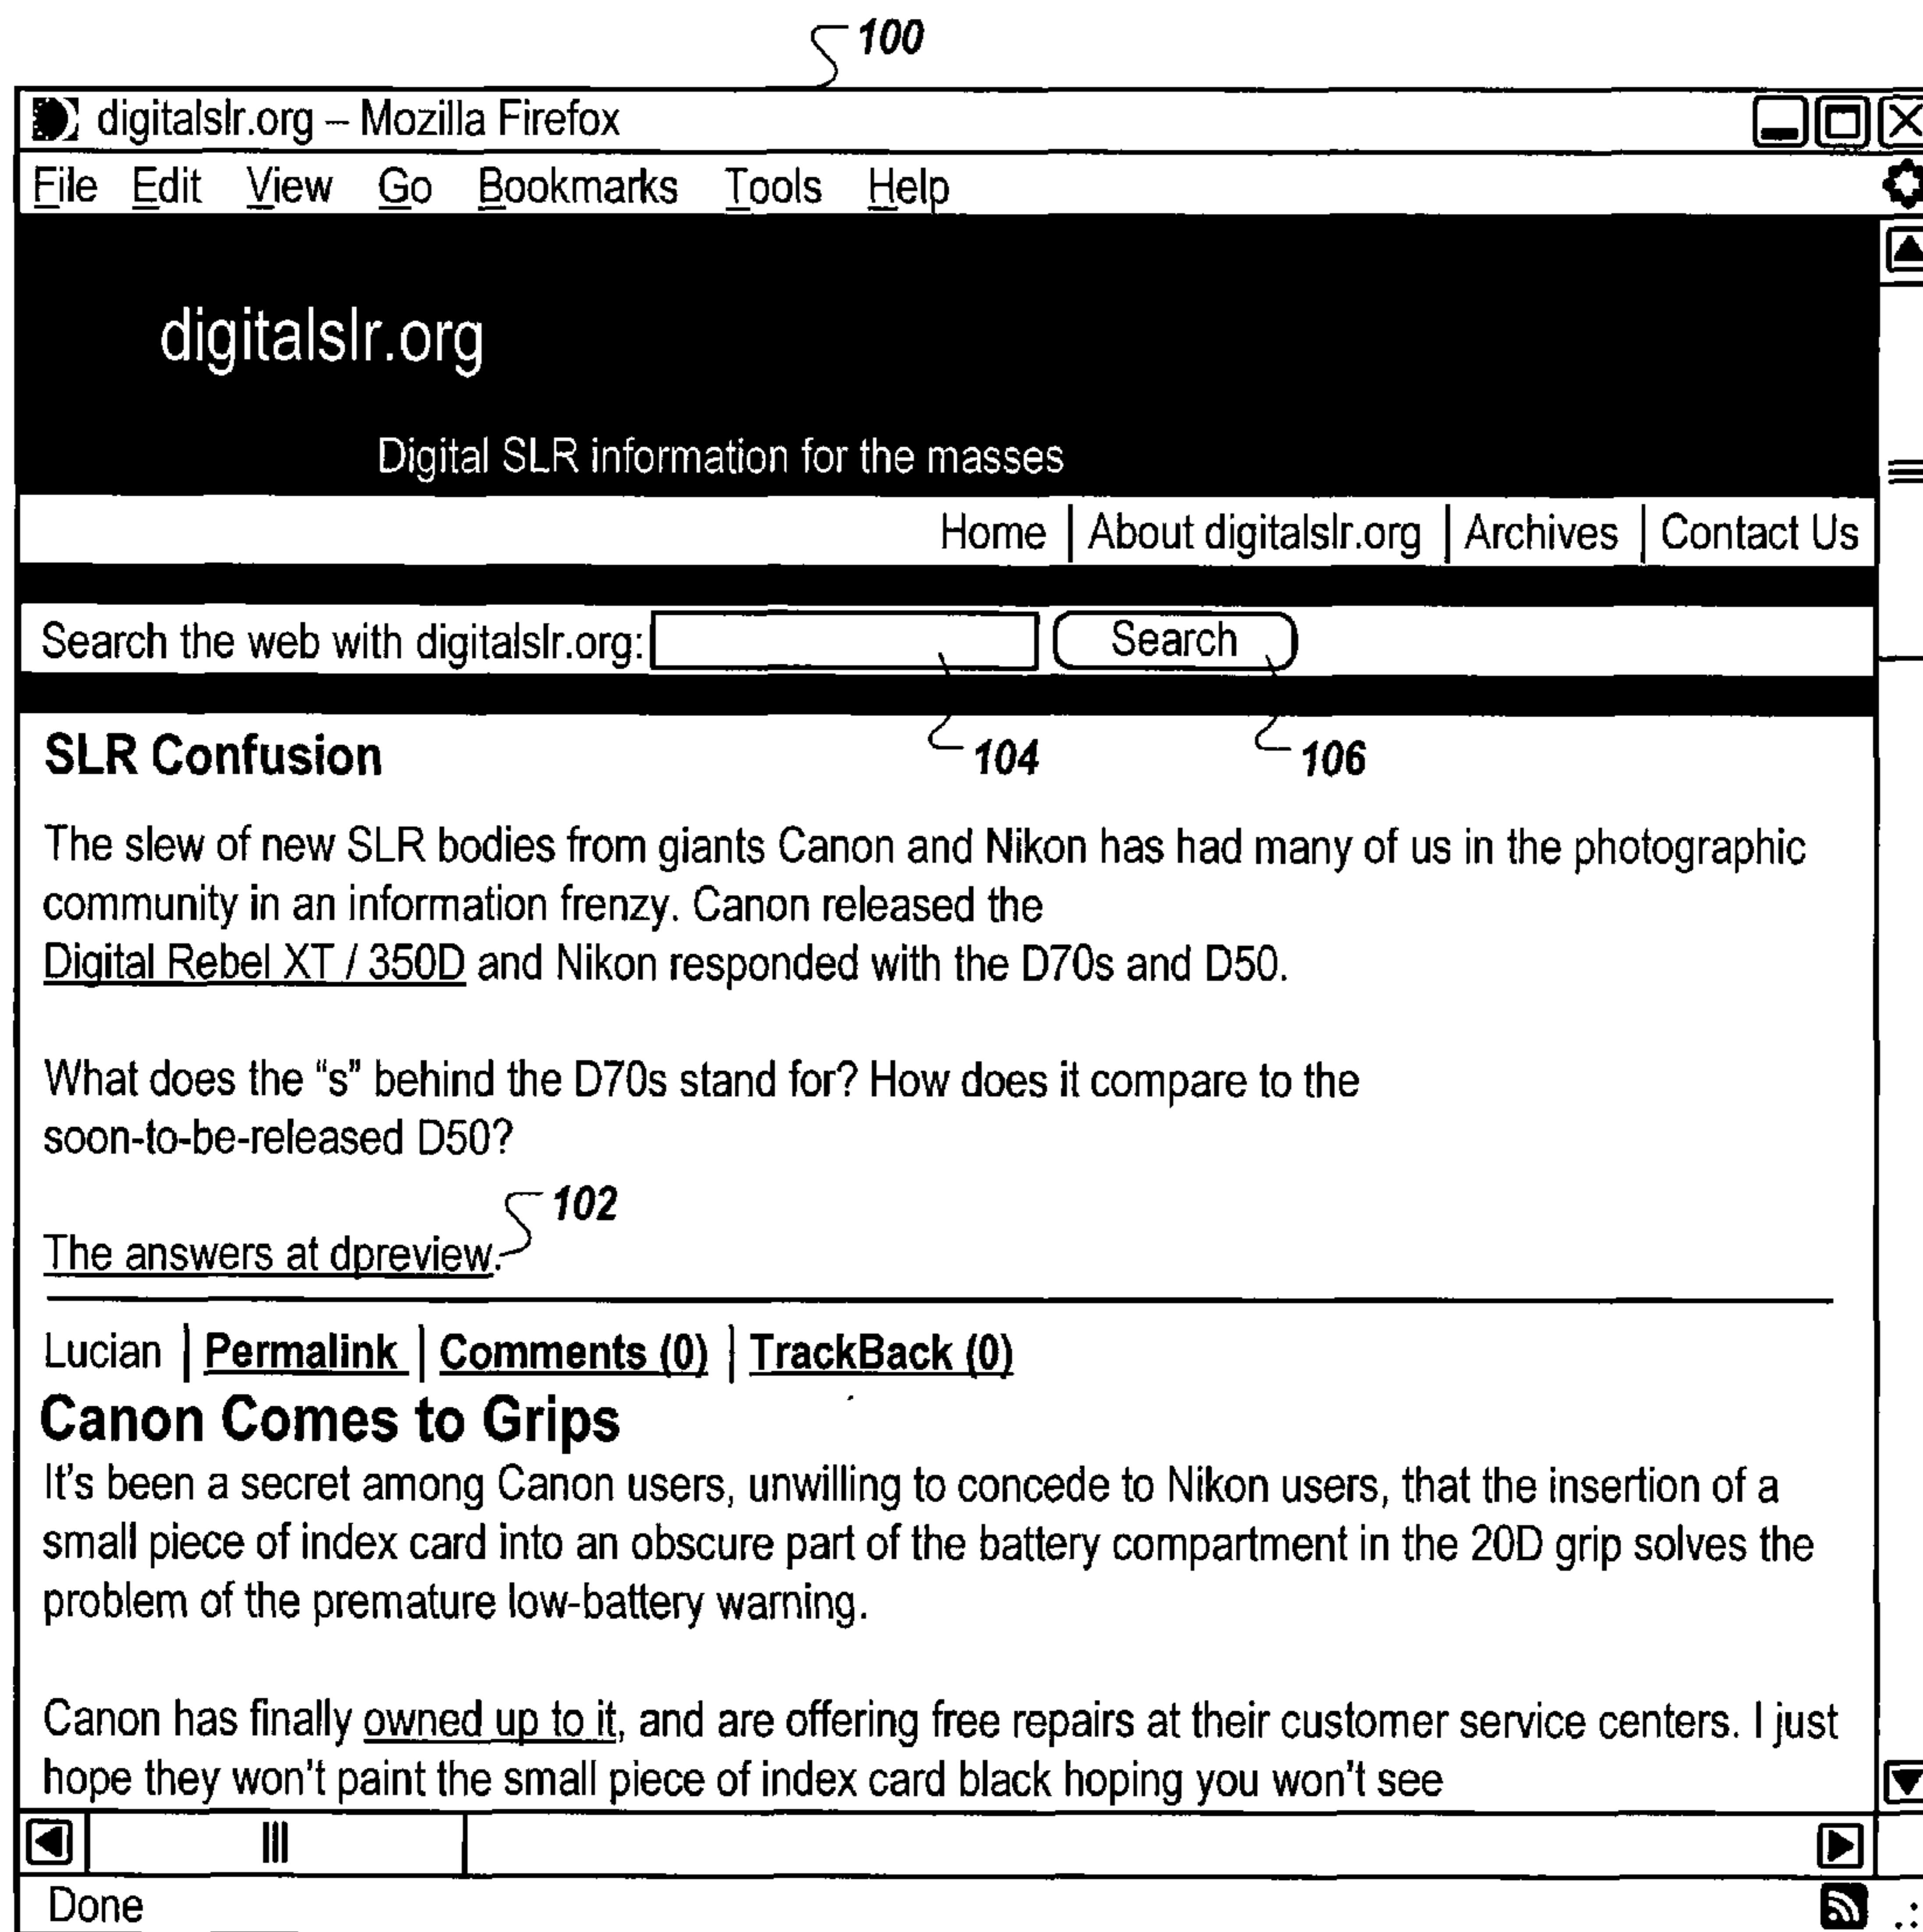 100
digitalslr.org – Mozilla Firefox
File Edit View Go Bookmarks Tools Help
digitalslr.org
Digital SLR information for the masses
Home | About digitalslr.org | Archives | Contact Us
Search the web with digitalslr.org: Search
104 106
SLR Confusion
The slew of new SLR bodies from giants Canon and Nikon has had many of us in the photographic
community in an information frenzy. Canon released the
Digital Rebel XT / 350D and Nikon responded with the D70s and D50.
What does the “s” behind the D70s stand for? How does it compare to the
soon-to-be-released D50?
102
The answers at dpreview.
Lucian | Permalink | Comments (0) | TrackBack (0)
Canon Comes to Grips
It's been a secret among Canon users, unwilling to concede to Nikon users, that the insertion of a
small piece of index card into an obscure part of the battery compartment in the 20D grip solves the
problem of the premature low-battery warning.
Canon has finally owned up to it, and are offering free repairs at their customer service centers. I just
hope they won't paint the small piece of index card black hoping you won't see
Done